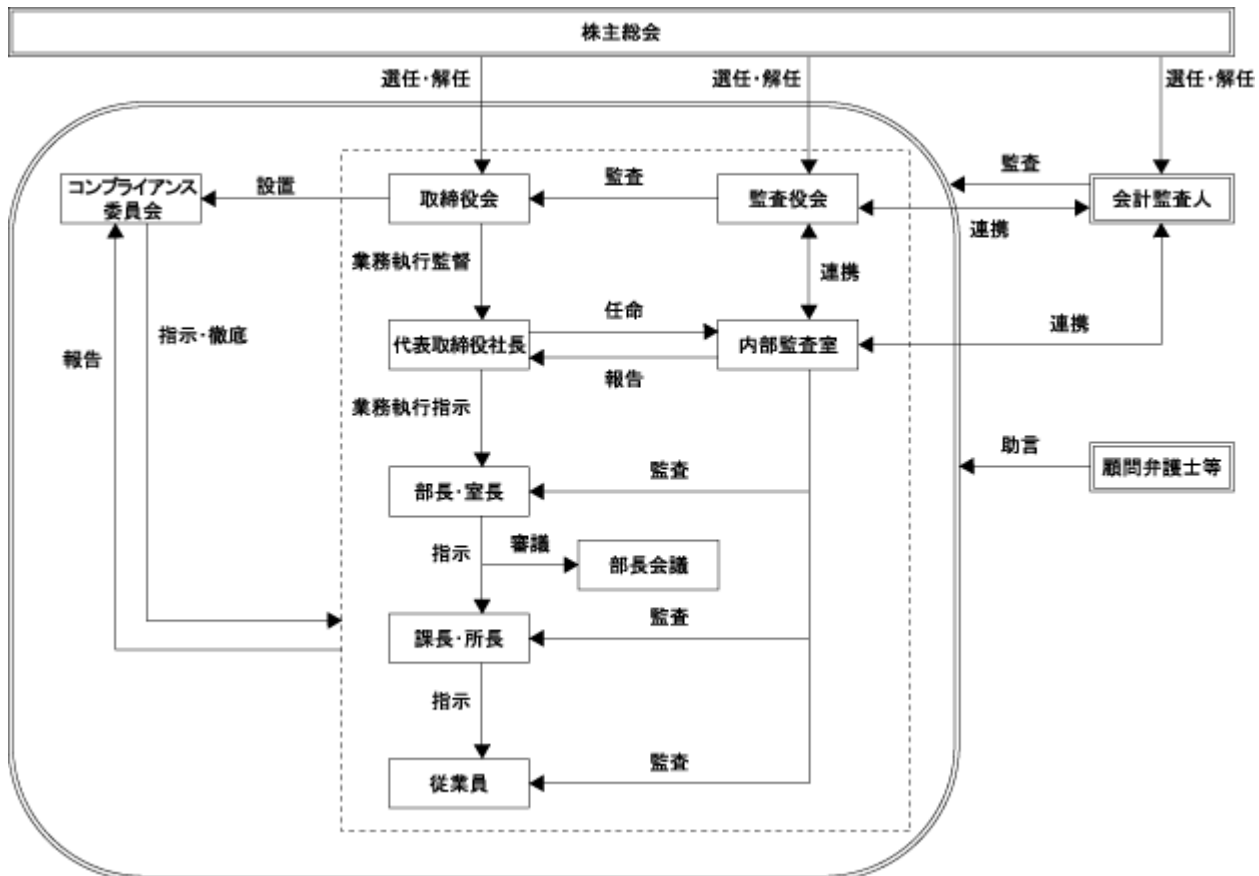 株主総会
選任・解任
選任・解任
選任・解任
コンプライアンス
委員会
設置
取締役会
監査
監査役会
監査
会計監査人
連携
業務執行監督
連携
指示・徹底
報告
代表取締役社長
任命
報告
内部監査室
連携
業務執行指示
助言
顧問弁護士等
部長・室長
監査
指示
審議
部長会議
課長・所長
監査
指示
従業員
監査